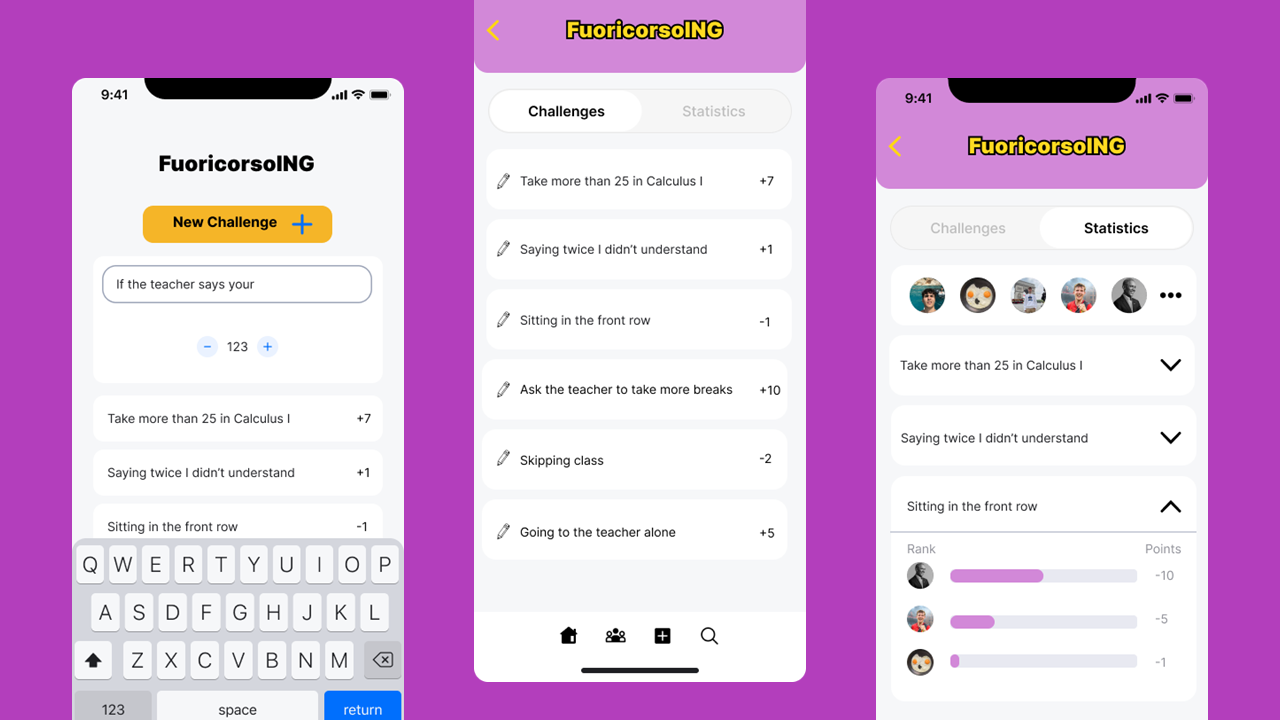 9:41
FuoricorsoING
New Challenge
If the teacher says your
123
Take more than 25 in Calculus I +7
Saying twice I didn't understand +1
Sitting in the front row -1
Q W E R T Y U I O P
A S D F G H J K L
Z X C V B N M
123 space return
FuoricorsoING
Challenges Statistics
Take more than 25 in Calculus I +7
Saying twice I didn't understand +1
Sitting in the front row -1
Ask the teacher to take more breaks +10
Skipping class -2
Going to the teacher alone +5
9:41
FuoricorsoING
Challenges Statistics
Take more than 25 in Calculus I
Saying twice I didn't understand
Sitting in the front row
Rank Points
-10
-5
-1